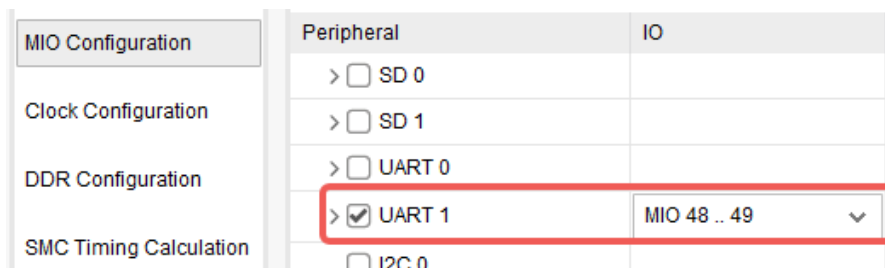 MIO Configuration
Clock Configuration
DDR Configuration
SMC Timing Calculation
Peripheral IO
SD 0
SD 1
UART 0
UART 1 MIO 48 .. 49
I2C 0